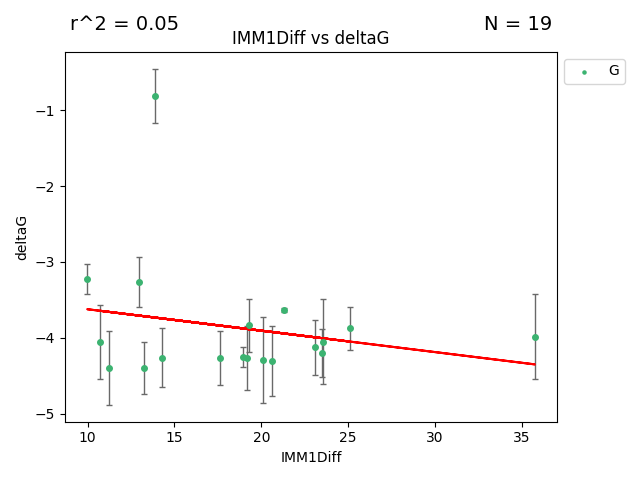 r^2 = 0.05
N = 19
IMM1Diff vs deltaG
G
−1
−2
−3
−4
−5
deltaG
10 15 20 25 30 35
IMM1Diff